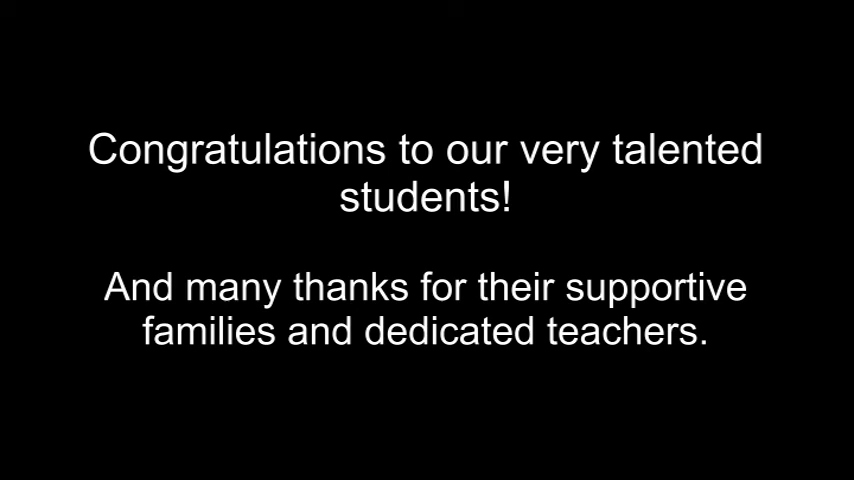 Congratulations to our very talented
students!
And many thanks for their supportive
families and dedicated teachers.